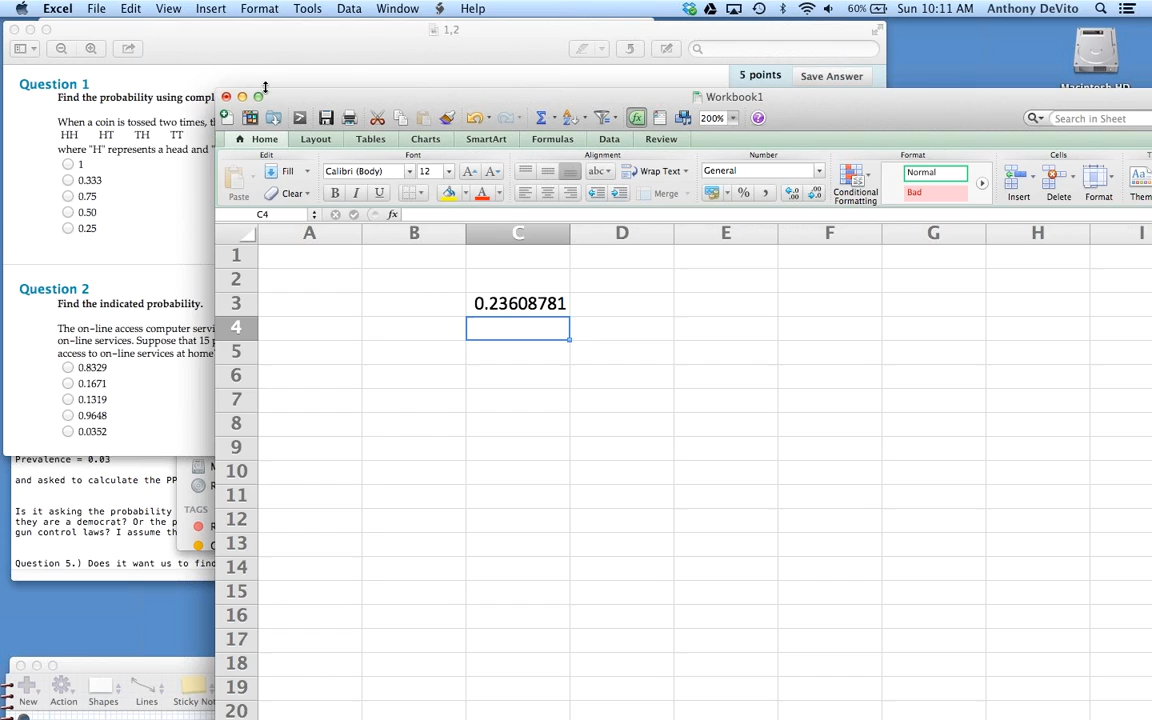 Excel File Edit View Insert Format Tools Data Window Help 60% Sun 10:11 AM Anthony DeVito
1,2
Question 1
5 points Save Answer
Find the probability using compl
When a coin is tossed two times, t
HH HT TH TT
where "H" represents a head and "
1
0.333
0.75
0.50
0.25
Question 2
Find the indicated probability.
The on-line access computer servi
on-line services. Suppose that 15 p
access to on-line services at home
0.8329
0.1671
0.1319
0.9648
0.0352
Prevalence = 0.03
and asked to calculate the PP
Is it asking the probability
they are a democrat? Or the p
gun control laws? I assume th
Question 5.) Does it want us to find
TAGS
New Action Shapes Lines Sticky Not
Macintosh HD
Workbook1
200% Search in Sheet
Home Layout Tables Charts SmartArt Formulas Data Review
Edit Font Alignment Number Format Cells T
Paste Fill Clear
Calibri (Body) 12
B I U
abc Wrap Text Merge
General
Conditional Formatting
Normal
Bad
Insert Delete Format Them
C4 fx
A B C D E F G H I
1
2
3 0.23608781
4
5
6
7
8
9
10
11
12
13
14
15
16
17
18
19
20